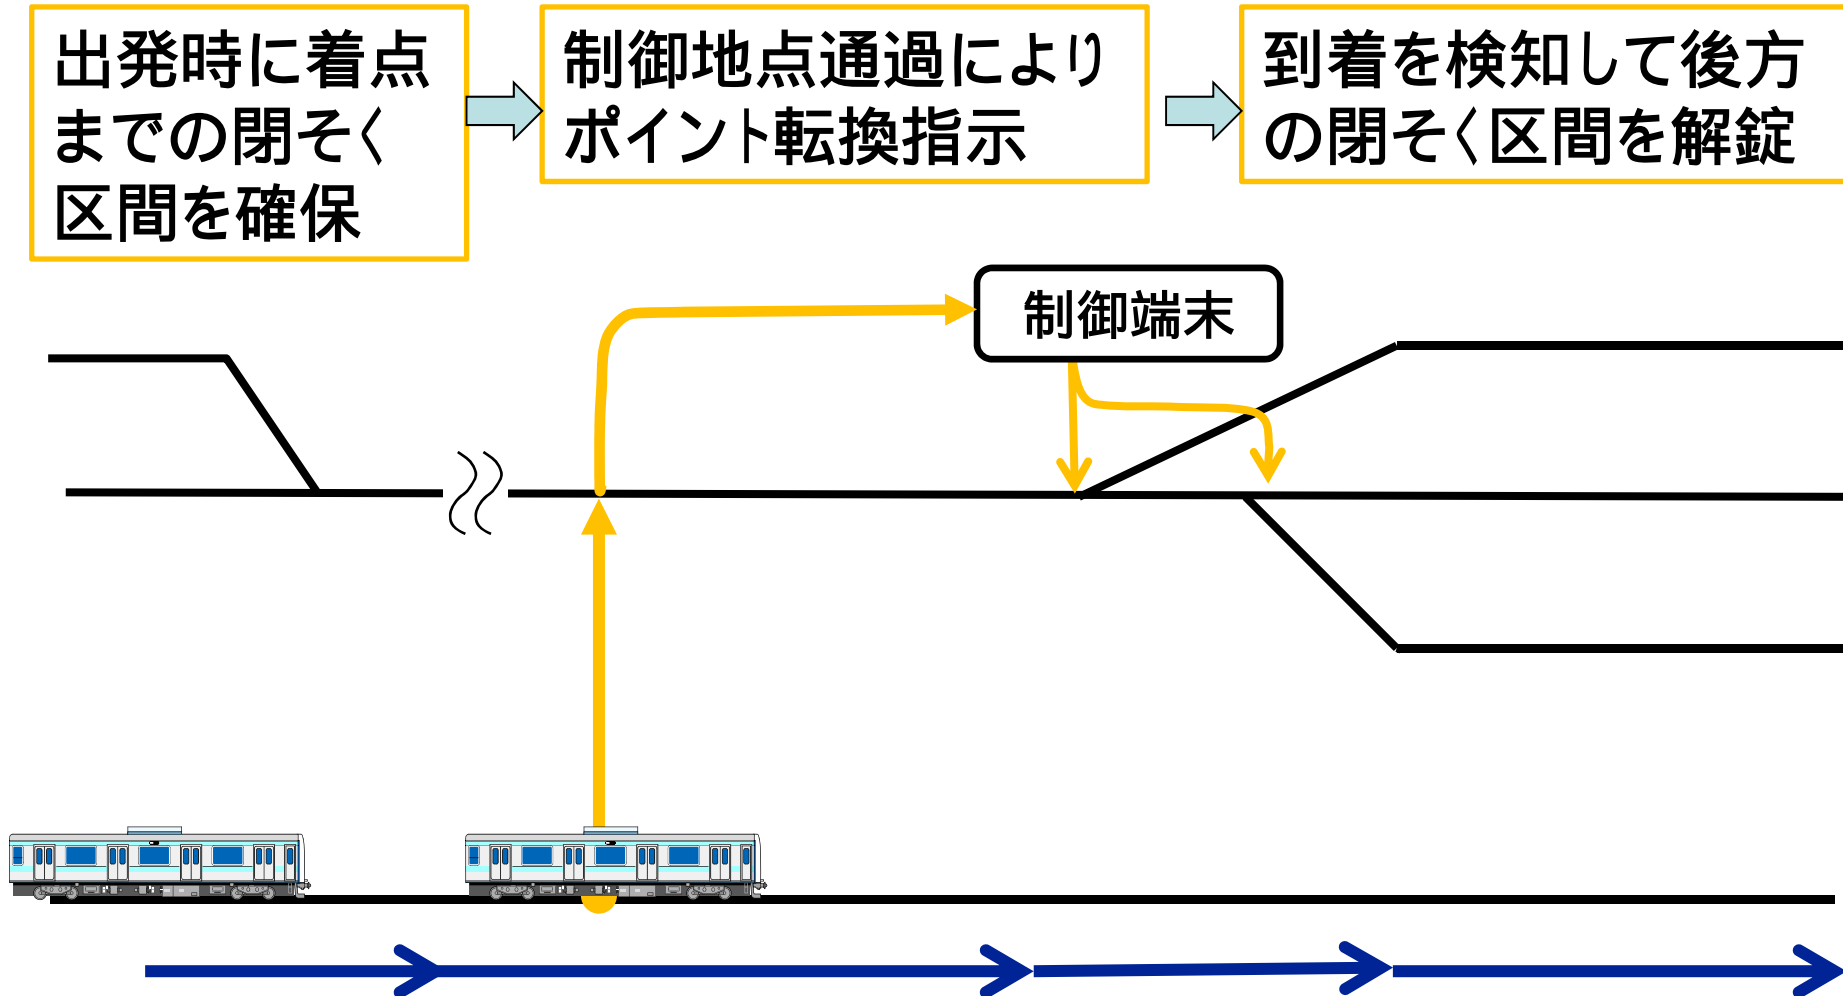 出発時に着点
までの閉そく
区間を確保
制御地点通過により
ポイント転換指示
到着を検知して後方
の閉そく区間を解錠
制御端末